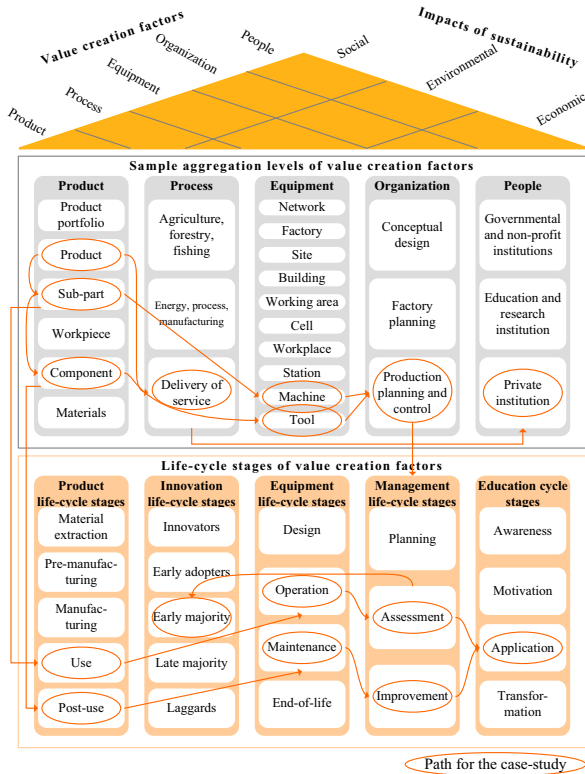 Value creation factors
Impacts of sustainability
Product
Process
Equipment
Organization
People
Social
Environmental
Economic
Sample aggregation levels of value creation factors
Product
Product
portfolio
Product
Sub-part
Workpiece
Component
Materials
Process
Agriculture,
forestry,
fishing
Energy, process,
manufacturing
Delivery of
service
Equipment
Network
Factory
Site
Building
Working area
Cell
Workplace
Station
Machine
Tool
Organization
Conceptual
design
Factory
planning
Production
planning and
control
People
Governmental
and non-profit
institutions
Education and
research
institution
Private
institution
Life-cycle stages of value creation factors
Product
life-cycle stages
Material
extraction
Pre-manufac-
turing
Manufac-
turing
Use
Post-use
Innovation
life-cycle stages
Innovators
Early adopters
Early majority
Late majority
Laggards
Equipment
life-cycle stages
Design
Operation
Maintenance
End-of-life
Management
life-cycle stages
Planning
Assessment
Improvement
Education cycle
stages
Awareness
Motivation
Application
Transfor-
mation
Path for the case-study